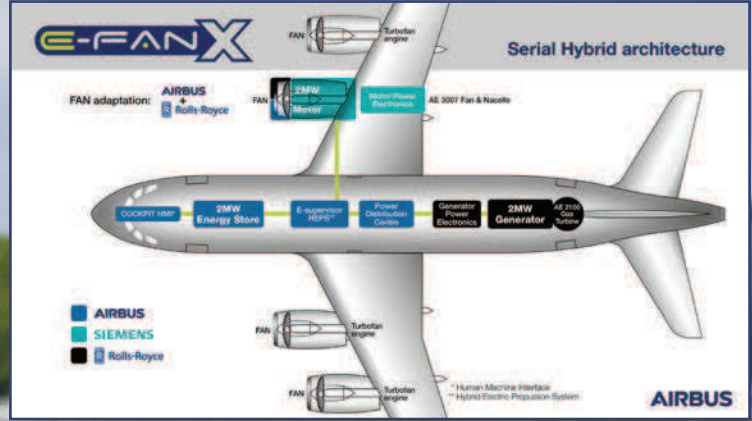 E-FAN X
Serial Hybrid architecture
FAN
Turbofan
engine
FAN adaptation:
AIRBUS
+
Rolls-Royce
FAN
2MW
Motor
Motor Power
Electronics
AE 3007 Fan & Nacelle
COCKPIT HMI*
2MW
Energy Store
E-supervisor
HEPS**
Power
Distribution
Centre
Generator
Power
Electronics
2MW
Generator
AE 2100
Gas
Turbine
AIRBUS
SIEMENS
Rolls-Royce
FAN
Turbofan
engine
FAN
Turbofan
engine
* Human Machine Interface
** Hybrid Electric Propulsion System
AIRBUS